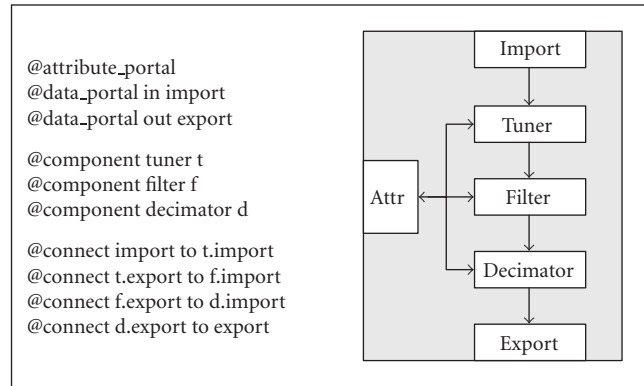 @attribute_portal
@data_portal in import
@data_portal out export
@component tuner t
@component filter f
@component decimator d
@connect import to t.import
@connect t.export to f.import
@connect f.export to d.import
@connect d.export to export
Import
Tuner
Attr
Filter
Decimator
Export